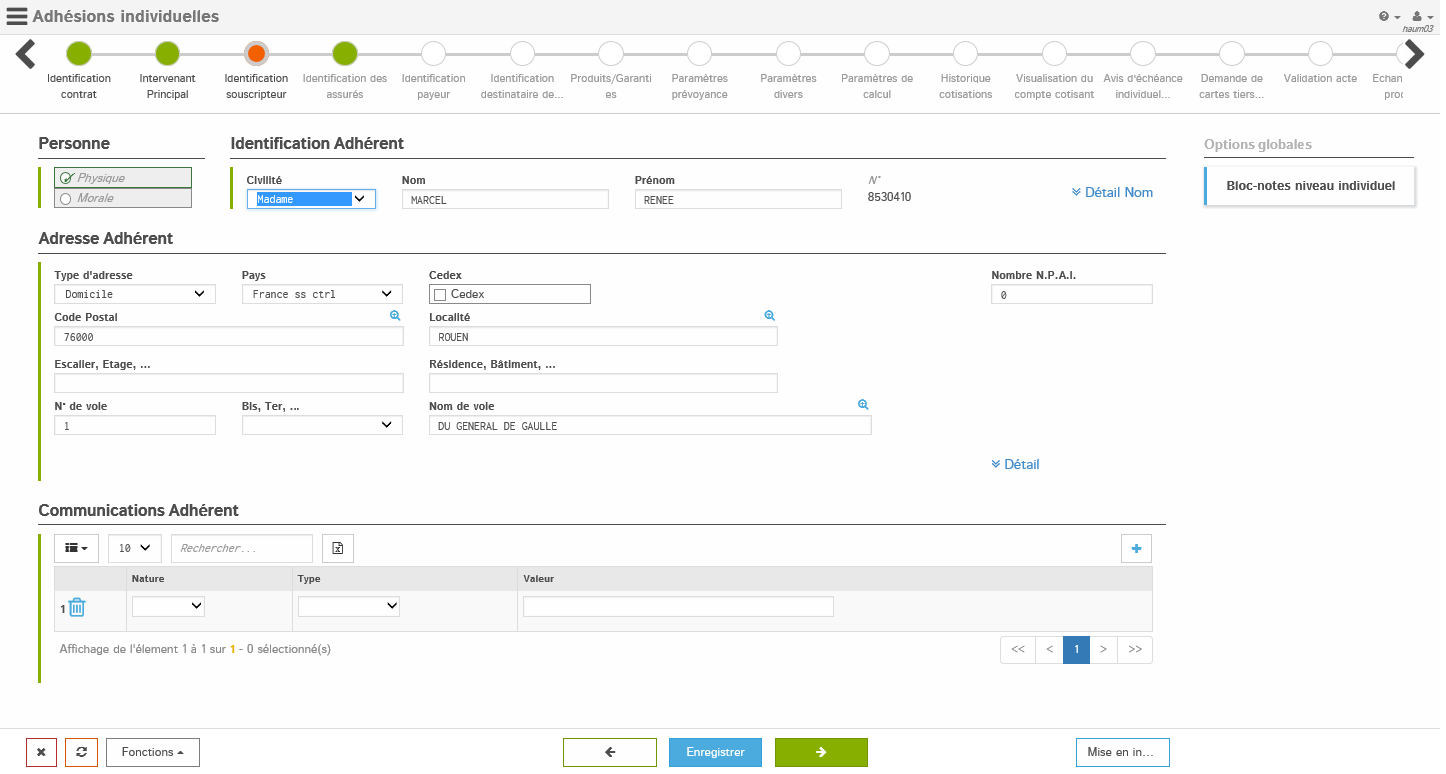 Adhésions individuelles
haum03
Identification contrat
Intervenant Principal
Identification souscripteur
Identification des assurés
Identification payeur
Identification destinataire de...
Produits/Garanti es
Paramètres prévoyance
Paramètres divers
Paramètres de calcul
Historique cotisations
Visualisation du compte cotisant
Avis d'échéance individuel...
Demande de cartes tiers...
Validation acte
Personne
Identification Adhérent
Options globales
Physique
Morale
Civilité
Nom
Prénom
N°
Madame
MARCEL
RENEE
8530410
Détail Nom
Bloc-notes niveau individuel
Adresse Adhérent
Type d'adresse
Pays
Cedex
Nombre N.P.A.I.
Domicile
France ss ctrl
Cedex
0
Code Postal
Localité
76000
ROUEN
Escalier, Etage, ...
Résidence, Bâtiment, ...
N° de voie
Bis, Ter, ...
Nom de voie
1
DU GENERAL DE GAULLE
Détail
Communications Adhérent
10
Rechercher...
Nature
Type
Valeur
1
Affichage de l'élement 1 à 1 sur 1 - 0 sélectionné(s)
<< < 1 > >>
Fonctions
Enregistrer
Mise en in...